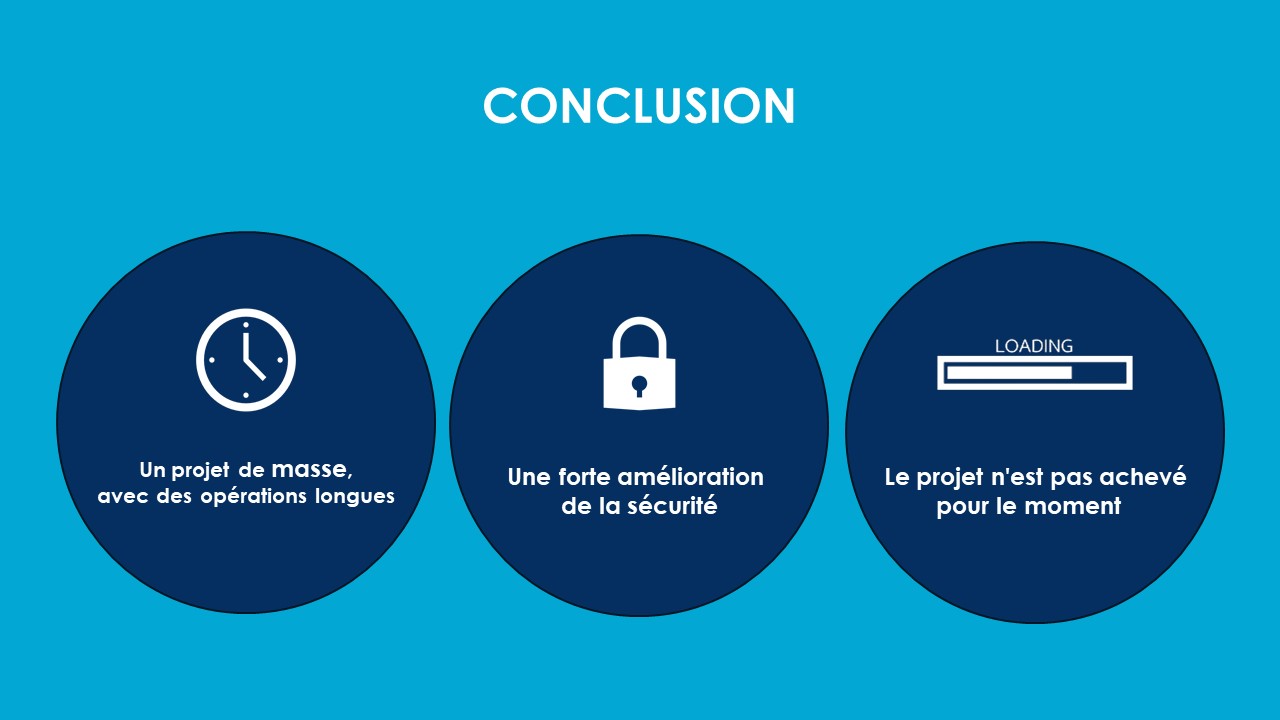 CONCLUSION
Un projet de masse,
avec des opérations longues
Une forte amélioration
de la sécurité
LOADING
Le projet n'est pas achevé
pour le moment